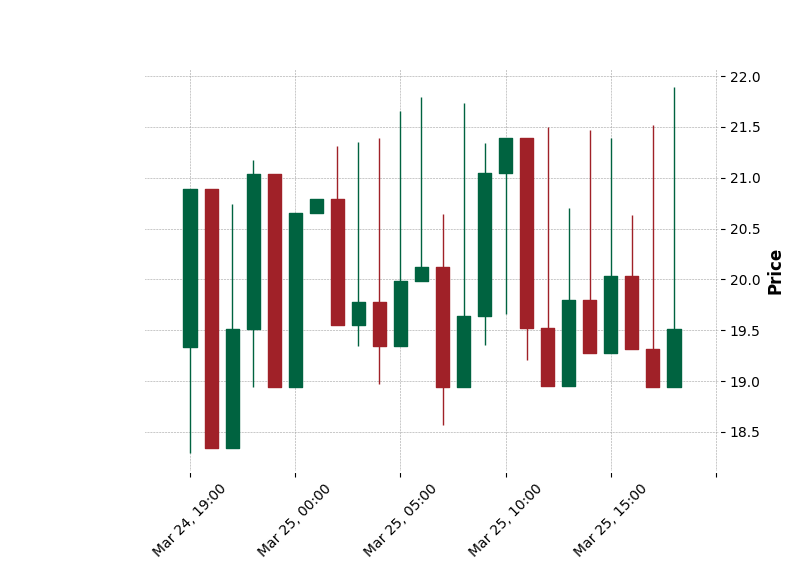 22.0
21.5
21.0
20.5
20.0
19.5
19.0
18.5
Price
Mar 24, 19:00
Mar 25, 00:00
Mar 25, 05:00
Mar 25, 10:00
Mar 25, 15:00